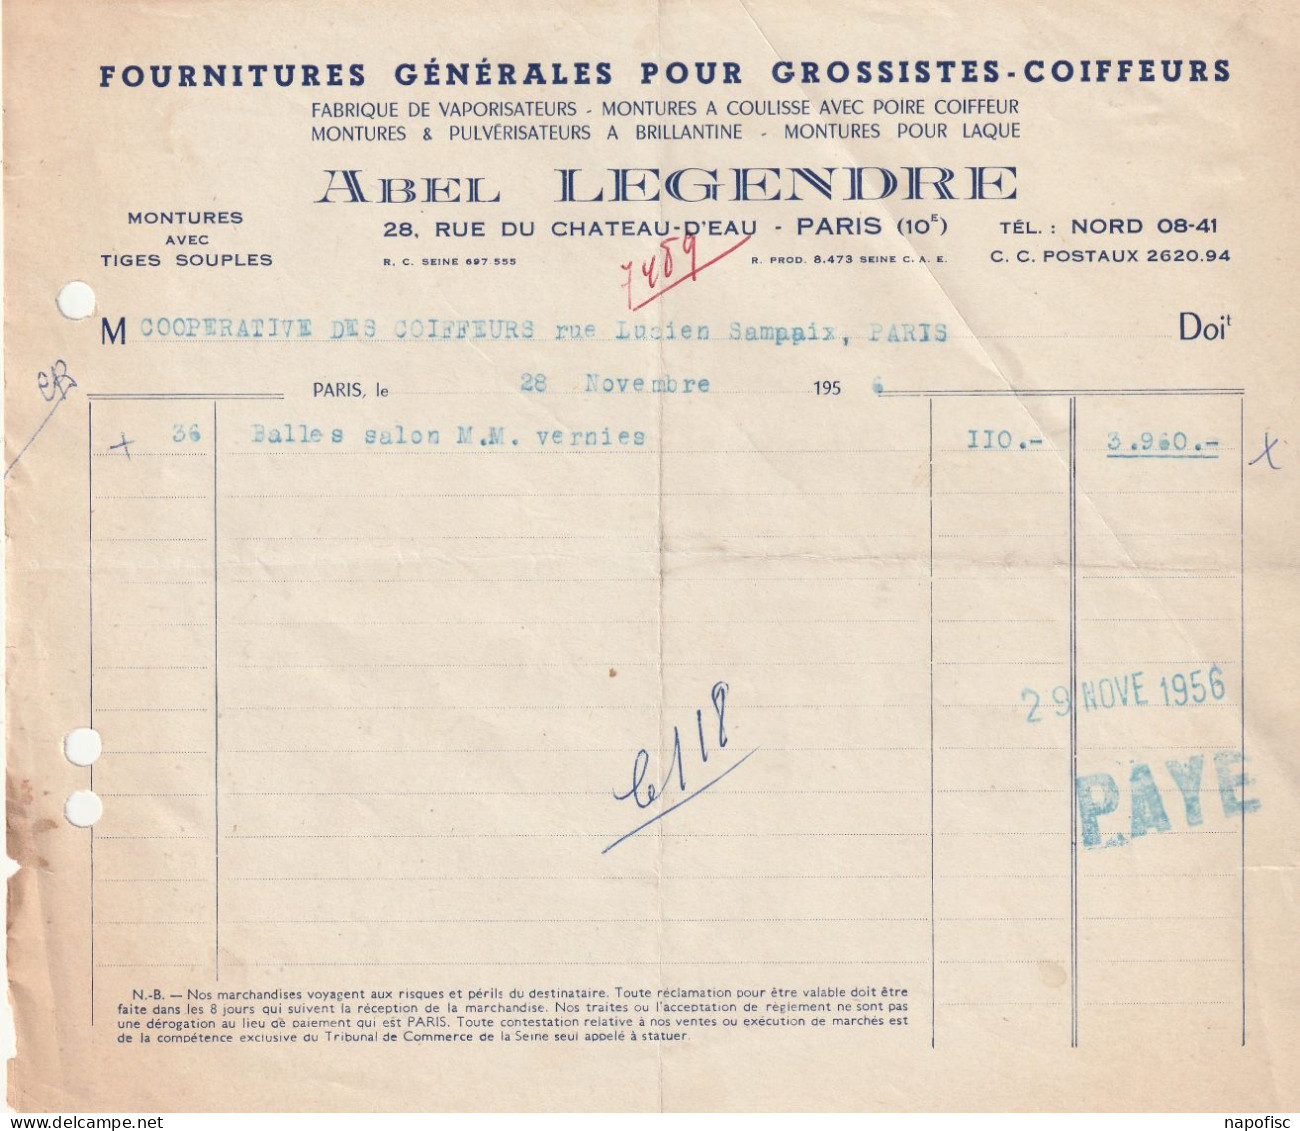 FOURNITURES GÉNÉRALES POUR GROSSISTES-COIFFEURS
FABRIQUE DE VAPORISATEURS - MONTURES A COULISSE AVEC POIRE COIFFEUR
MONTURES & PULVÉRISATEURS A BRILLANTINE - MONTURES POUR LAQUE
ABEL LEGENDRE
MONTURES
AVEC
TIGES SOUPLES
28, RUE DU CHATEAU-D'EAU - PARIS (10E)
R. C. SEINE 697.555
R. PROD. 8.473 SEINE C. A. E.
TÉL. : NORD 08-41
C. C. POSTAUX 2620.94
7489
M COOPERATIVE DES COIFFEURS rue Lucien Sampaix, PARIS Doit
PARIS, le 28 Novembre 1956
+ 36 Balles salon M.M. vernies 110.- 3.960.- X
29 NOVE 1956
PAYE
le 118
N.-B. — Nos marchandises voyagent aux risques et périls du destinataire. Toute réclamation pour être valable doit être
faite dans les 8 jours qui suivent la réception de la marchandise. Nos traites ou l'acceptation de règlement ne sont pas
une dérogation au lieu de paiement qui est PARIS. Toute contestation relative à nos ventes ou exécution de marchés est
de la compétence exclusive du Tribunal de Commerce de la Seine seul appelé à statuer.
napofisc